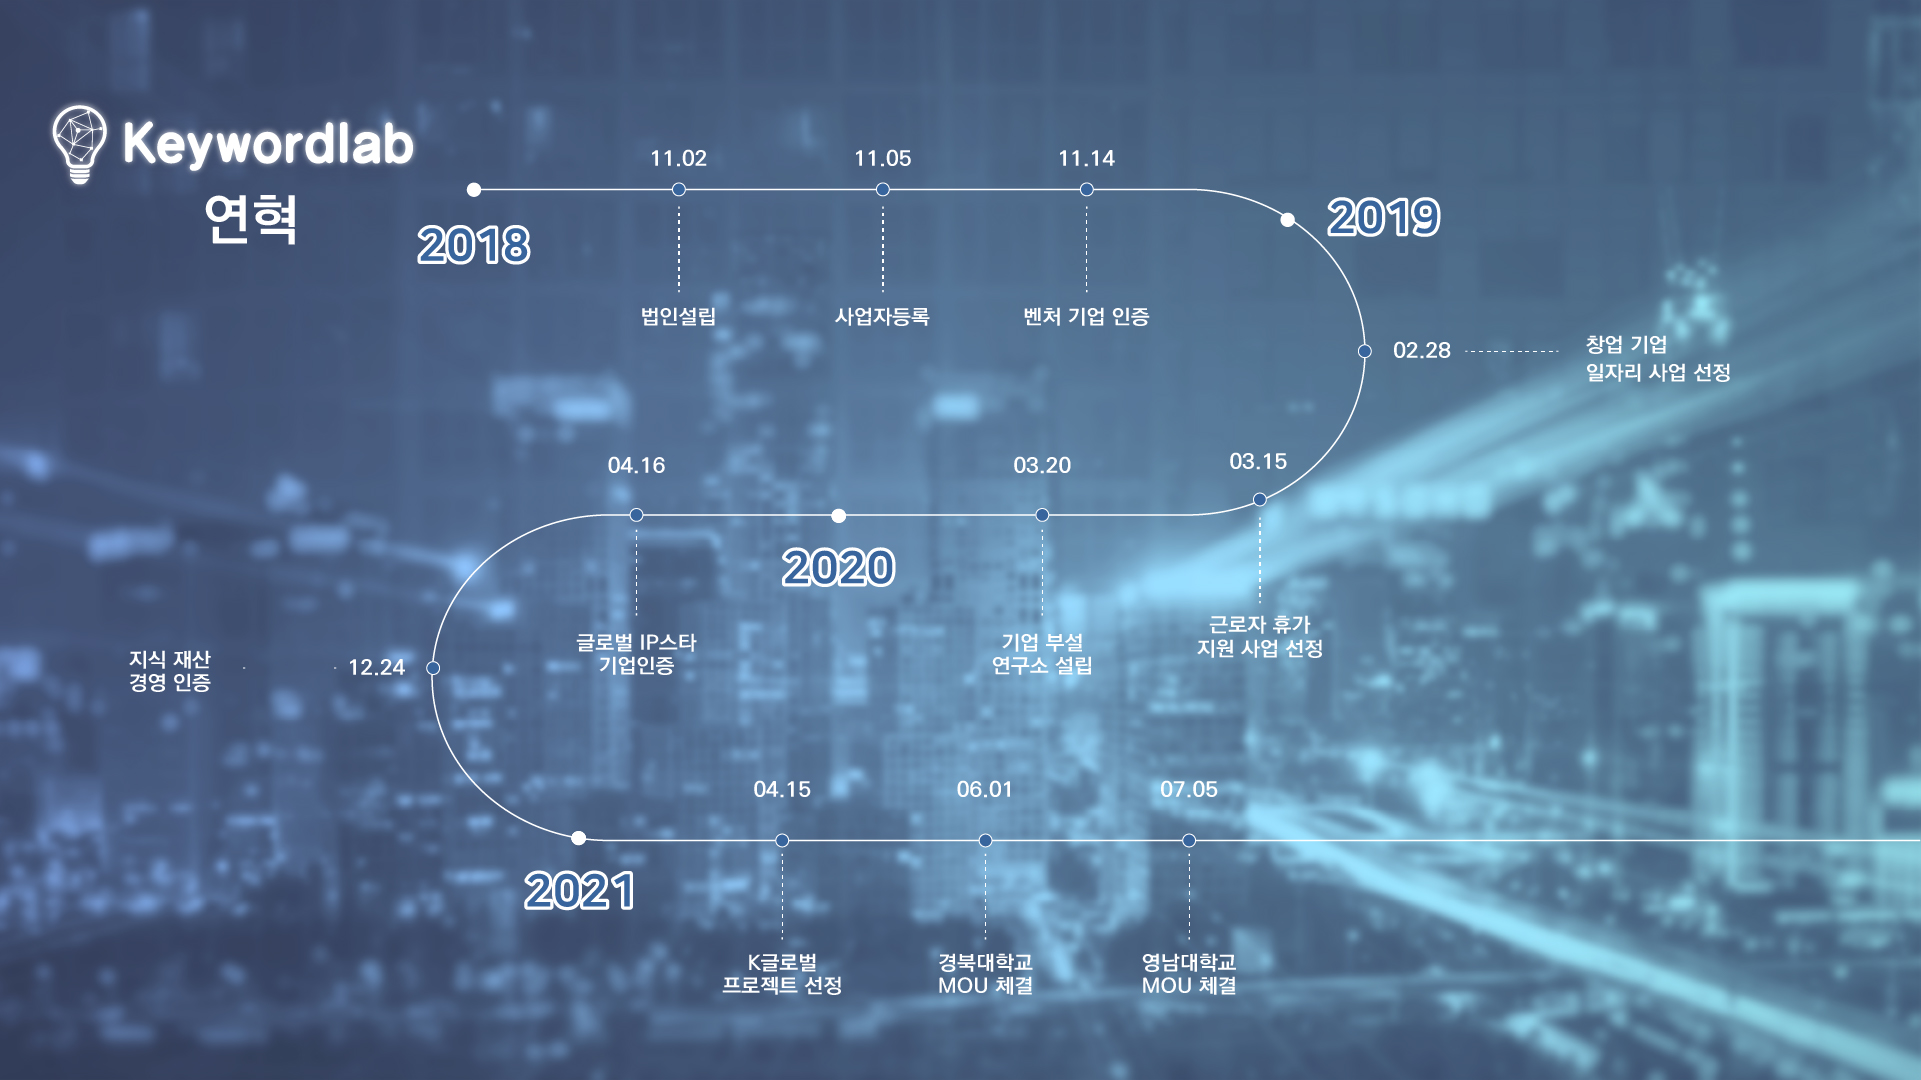 Keywordlab
연혁
2018
11.02
법인설립
11.05
사업자등록
11.14
벤처 기업 인증
2019
02.28
창업 기업
일자리 사업 선정
03.15
근로자 휴가
지원 사업 선정
03.20
기업 부설
연구소 설립
2020
04.16
글로벌 IP스타
기업인증
12.24
지식 재산
경영 인증
2021
04.15
K글로벌
프로젝트 선정
06.01
경북대학교
MOU 체결
07.05
영남대학교
MOU 체결